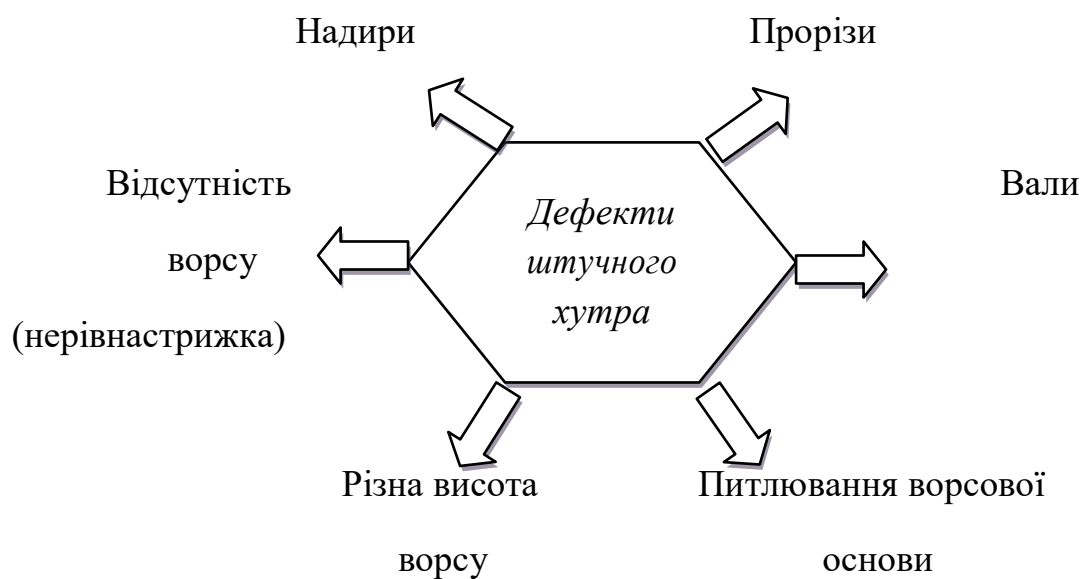 Надири
Прорізи
Відсутність
ворсу
(нерівнастрижка)
Дефекти
штучного
хутра
Вали
Різна висота
ворсу
Питлювання ворсової
основи